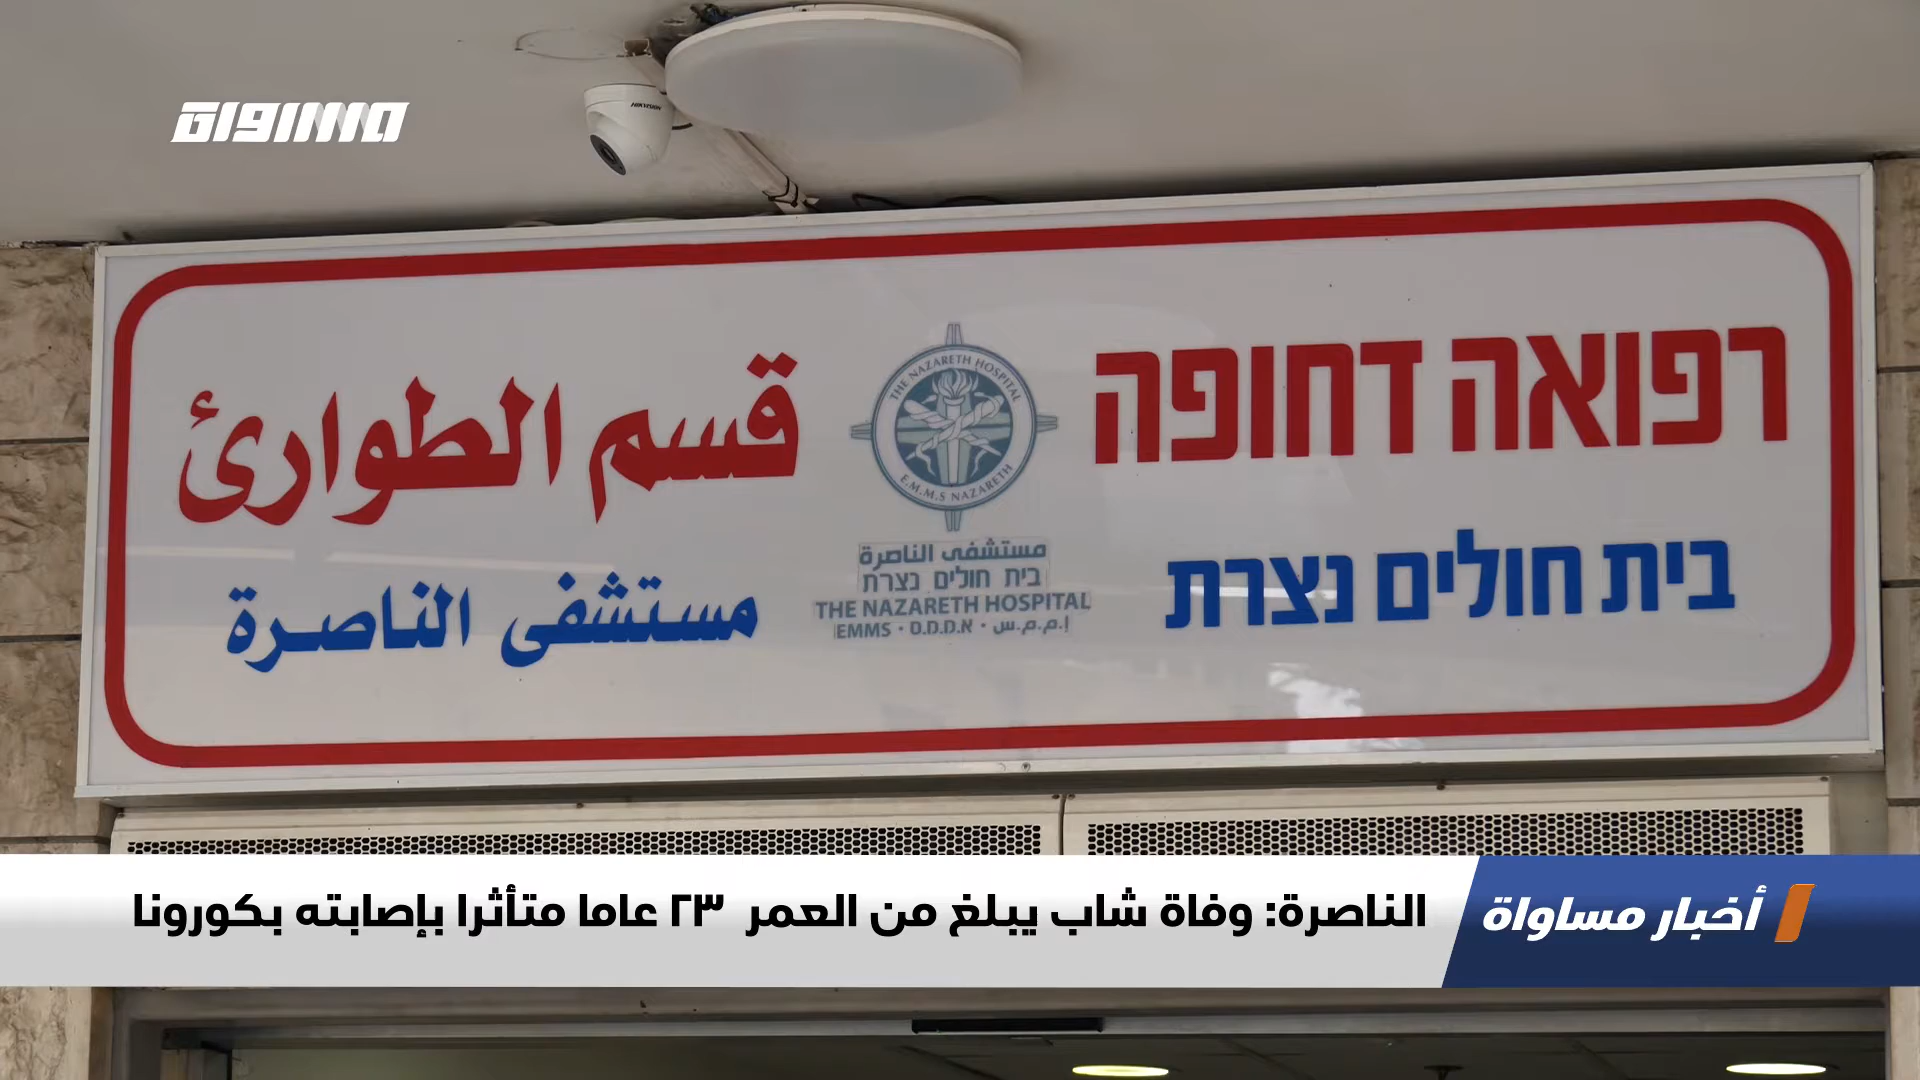 مساواة
HIKVISION
רפואה דחופה
قسم الطوارئ
THE NAZARETH HOSPITAL
E.M.M.S NAZARETH
בית חולים נצרת
مستشفى الناصرة
مستشفى الناصرة
בית חולים נצרת
THE NAZARETH HOSPITAL
EMMS · א.מ.מ.ס · إ.م.م.س
أخبار مساواة
الناصرة: وفاة شاب يبلغ من العمر ٢٣ عاما متأثرا بإصابته بكورونا